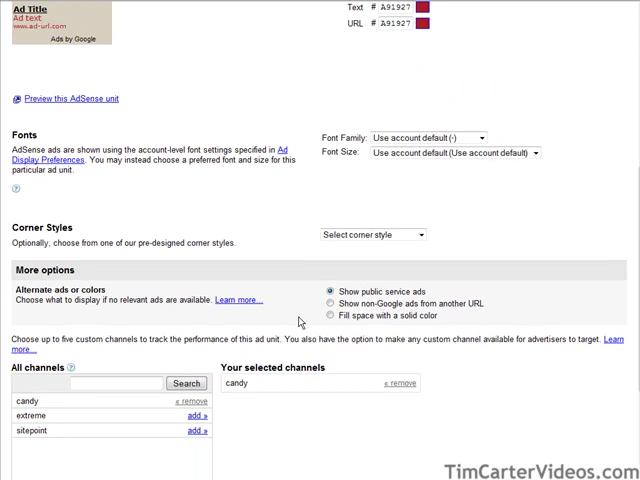 Ad Title
Ad text
www.ad-url.com
Ads by Google
Text # A91927
URL # A91927
Preview this AdSense unit
Fonts
AdSense ads are shown using the account-level font settings specified in Ad
Display Preferences. You may instead choose a preferred font and size for this
particular ad unit.
?
Font Family: Use account default (-)
Font Size: Use account default(Use account default)
Corner Styles
Optionally, choose from one of our pre-designed corner styles.
Select corner style
More options
Alternate ads or colors
Choose what to display if no relevant ads are available. Learn more...
Show public service ads
Show non-Google ads from another URL
Fill space with a solid color
Choose up to five custom channels to track the performance of this ad unit. You also have the option to make any custom channel available for advertisers to target. Learn
more...
All channels ?
Search
candy « remove
extreme add »
sitepoint add »
Your selected channels
candy « remove
TimCarterVideos.com